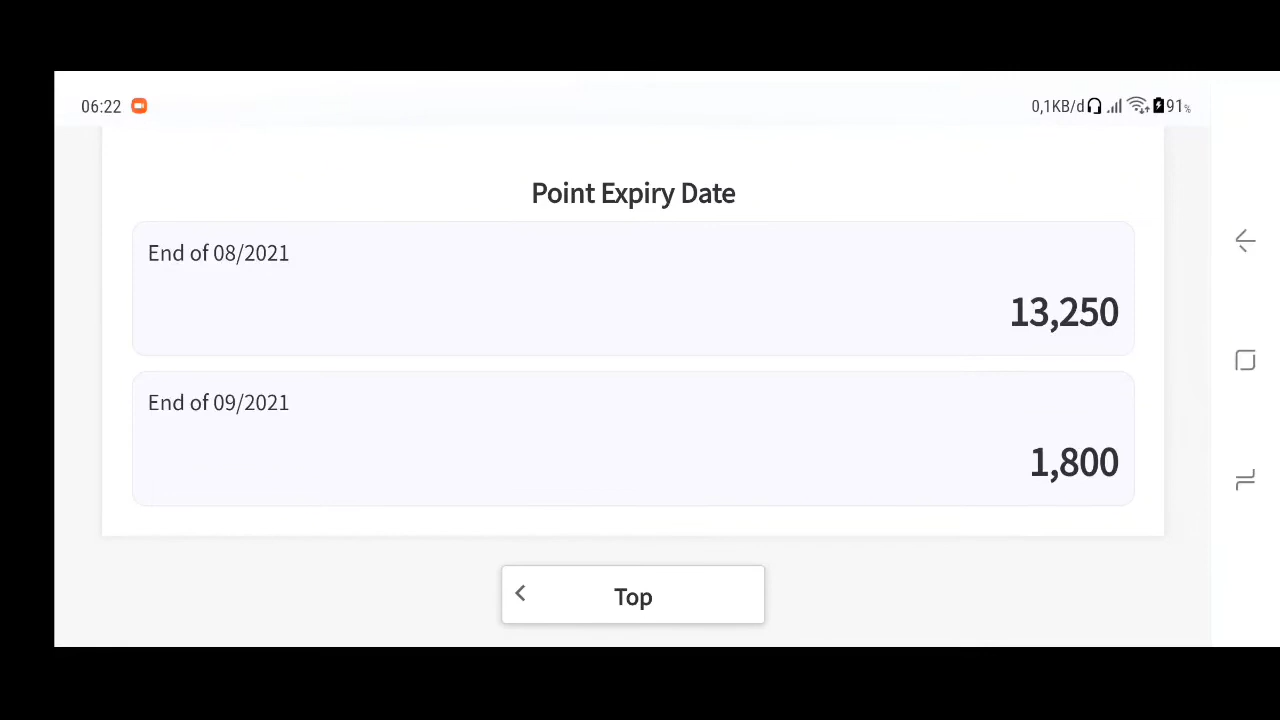 06:22 0,1KB/d 91%
Point Expiry Date
End of 08/2021
13,250
End of 09/2021
1,800
Top